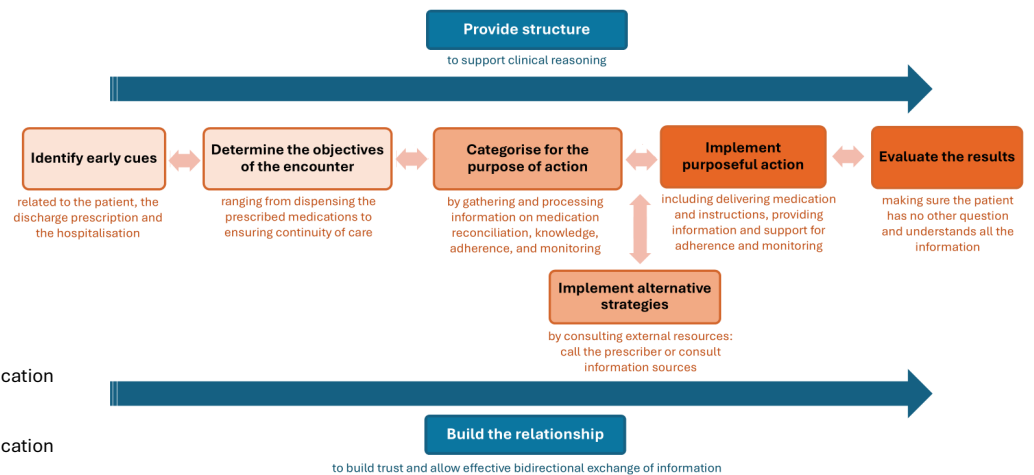 Provide structure
to support clinical reasoning
Identify early cues
related to the patient, the
discharge prescription and
the hospitalisation
Determine the objectives
of the encounter
ranging from dispensing the
prescribed medications to
ensuring continuity of care
Categorise for the
purpose of action
by gathering and processing
information on medication
reconciliation, knowledge,
adherence, and monitoring
Implement
purposeful action
including delivering medication
and instructions, providing
information and support for
adherence and monitoring
Evaluate the results
making sure the patient
has no other question
and understands all the
information
Implement alternative
strategies
by consulting external resources:
call the prescriber or consult
information sources
cation
cation
Build the relationship
to build trust and allow effective bidirectional exchange of information